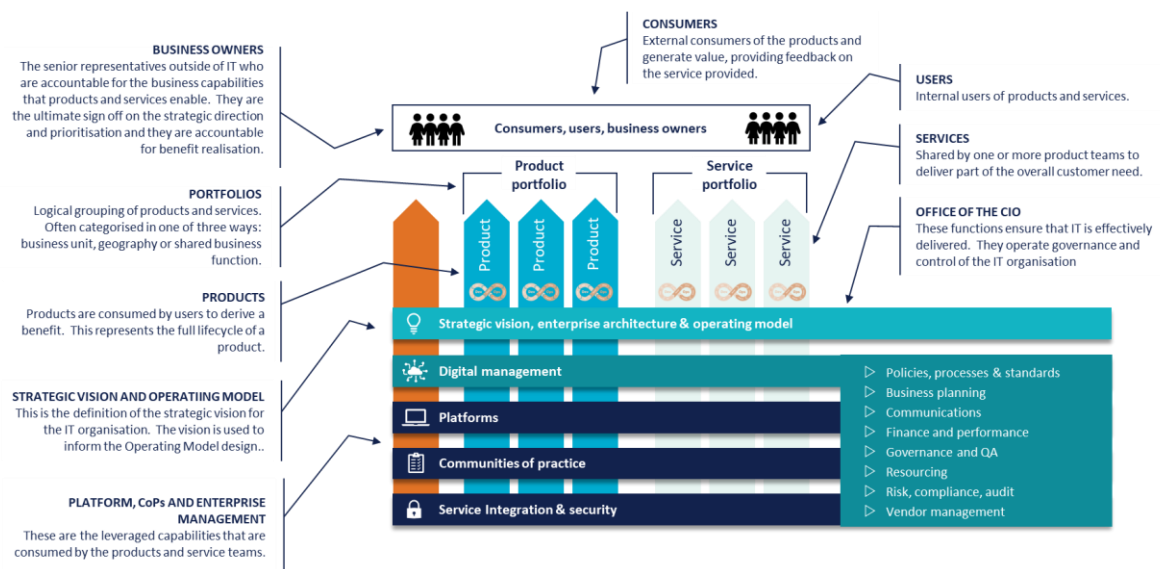 BUSINESS OWNERS
The senior representatives outside of IT who
are accountable for the business capabilities
that products and services enable.  They are
the ultimate sign off on the strategic direction
and prioritisation and they are accountable
for benefit realisation.
PORTFOLIOS
Logical grouping of products and services.
Often categorised in one of three ways:
business unit, geography or shared business
function.
PRODUCTS
Products are consumed by users to derive a
benefit.  This represents the full lifecycle of a
product.
STRATEGIC VISION AND OPERATIING MODEL
This is the definition of the strategic vision for
the IT organisation.  The vision is used to
inform the Operating Model design..
PLATFORM, CoPs AND ENTERPRISE
MANAGEMENT
These are the leveraged capabilities that are
consumed by the products and service teams.
CONSUMERS
External consumers of the products and
generate value, providing feedback on
the service provided.
Consumers, users, business owners
Product
portfolio
Service
portfolio
Product
Product
Product
Service
Service
Service
Strategic vision, enterprise architecture & operating model
Digital management
Platforms
Communities of practice
Service Integration & security
Policies, processes & standards
Business planning
Communications
Finance and performance
Governance and QA
Resourcing
Risk, compliance, audit
Vendor management
USERS
Internal users of products and services.
SERVICES
Shared by one or more product teams to
deliver part of the overall customer need.
OFFICE OF THE CIO
These functions ensure that IT is effectively
delivered.  They operate governance and
control of the IT organisation